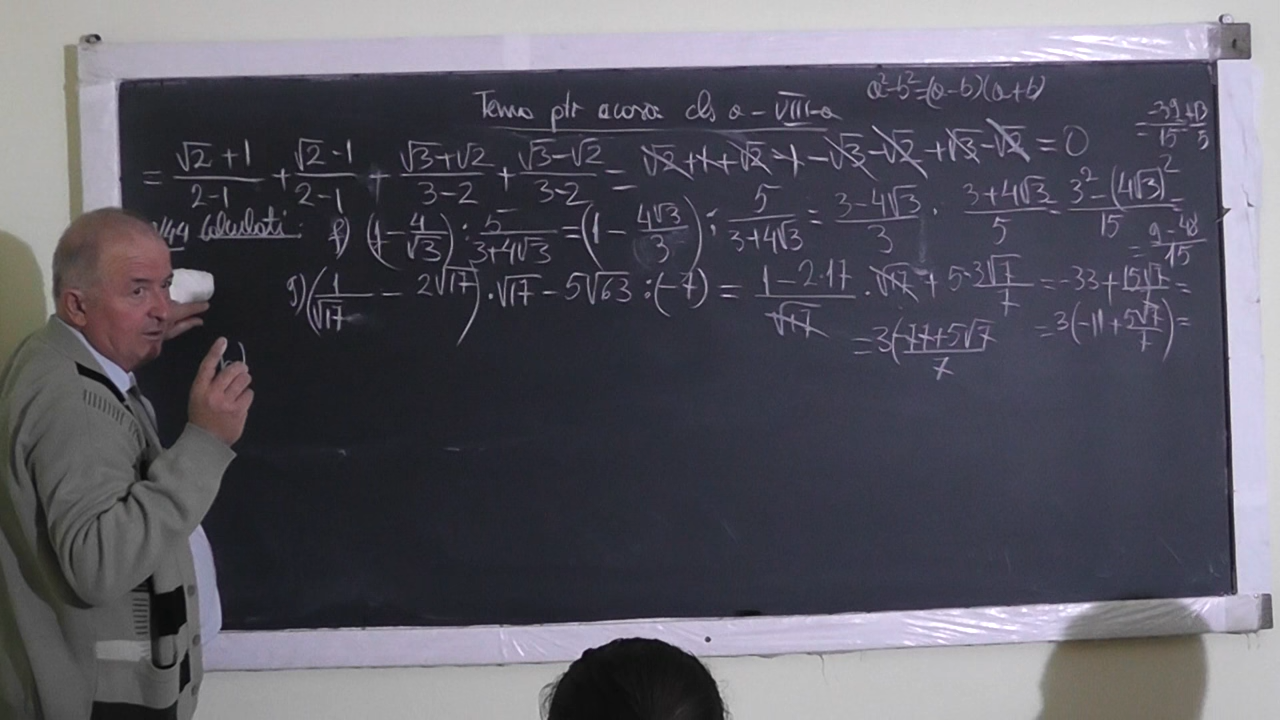 Temo ptr acasa cls a - VIII-a
a²-b²=(a-b)(a+b)
= (√2 +1)/(2-1) + (√2 -1)/(2-1) + (√3+√2)/(3-2) + (√3-√2)/(3-2) = √2 +1+√2 -1 -√3 -√2 +√3 -√2 = 0
Calculati: f) (1 - 4/√3) : 5/(3+4√3) = (1 - 4√3/3) : 5/(3+4√3) = (3-4√3)/3 · (3+4√3)/5 = (3²-(4√3)²)/15 =
= (9-48)/15
= -39/15 = 13/5
g) (1/√17 - 2√17) · √17 - 5√63 : (-7) = (1-2·17)/√17 · √17 + 5·3√7/7 = -33 + 15√7/7 =
= 3(-11 + 5√7/7) =
= 3(-77+5√7)/7
h)